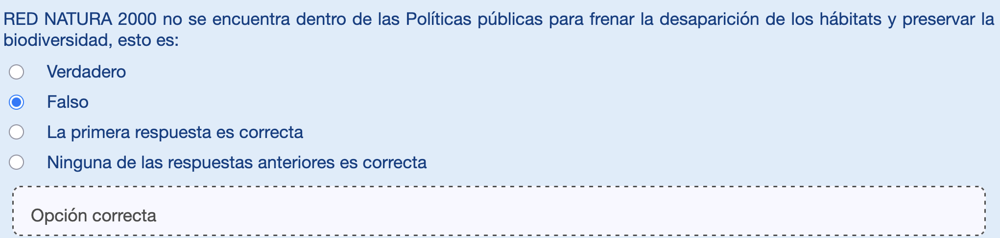 RED NATURA 2000 no se encuentra dentro de las Políticas públicas para frenar la desaparición de los hábitats y preservar la
biodiversidad, esto es:
Verdadero
Falso
La primera respuesta es correcta
Ninguna de las respuestas anteriores es correcta
Opción correcta